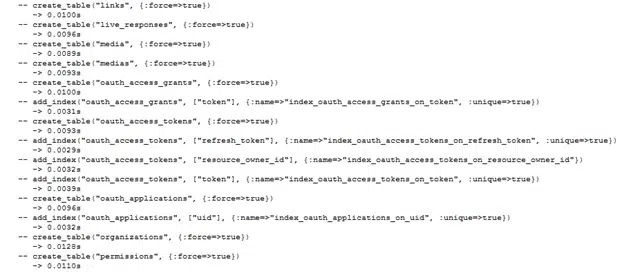 -- create_table("links", {:force=>true})
-> 0.0100s
-- create_table("live_responses", {:force=>true})
-> 0.0096s
-- create_table("media", {:force=>true})
-> 0.0089s
-- create_table("medias", {:force=>true})
-> 0.0093s
-- create_table("oauth_access_grants", {:force=>true})
-> 0.0100s
-- add_index("oauth_access_grants", ["token"], {:name=>"index_oauth_access_grants_on_token", :unique=>true})
-> 0.0031s
-- create_table("oauth_access_tokens", {:force=>true})
-> 0.0093s
-- add_index("oauth_access_tokens", ["refresh_token"], {:name=>"index_oauth_access_tokens_on_refresh_token", :unique=>true})
-> 0.0029s
-- add_index("oauth_access_tokens", ["resource_owner_id"], {:name=>"index_oauth_access_tokens_on_resource_owner_id"})
-> 0.0032s
-- add_index("oauth_access_tokens", ["token"], {:name=>"index_oauth_access_tokens_on_token", :unique=>true})
-> 0.0039s
-- create_table("oauth_applications", {:force=>true})
-> 0.0096s
-- add_index("oauth_applications", ["uid"], {:name=>"index_oauth_applications_on_uid", :unique=>true})
-> 0.0032s
-- create_table("organizations", {:force=>true})
-> 0.0128s
-- create_table("permissions", {:force=>true})
-> 0.0110s